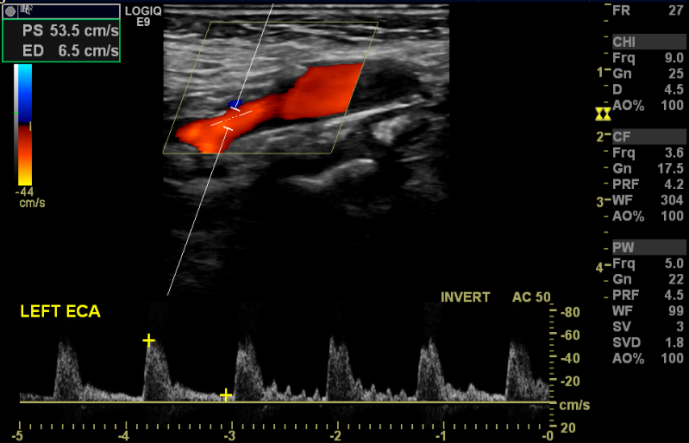 PS 53.5 cm/s
ED 6.5 cm/s
LOGIQ
E9
-44
cm/s
FR 27
CHI
Frq 9.0
Gn 25
D 4.5
AO% 100
CF
Frq 3.6
Gn 17.5
PRF 4.2
WF 304
AO% 100
PW
Frq 5.0
Gn 22
PRF 4.5
WF 99
SV 3
SVD 1.8
AO% 100
1
2
3
4
LEFT ECA
INVERT AC 50
-80
-60
-40
-20
cm/s
20
-5 -4 -3 -2 -1 -0